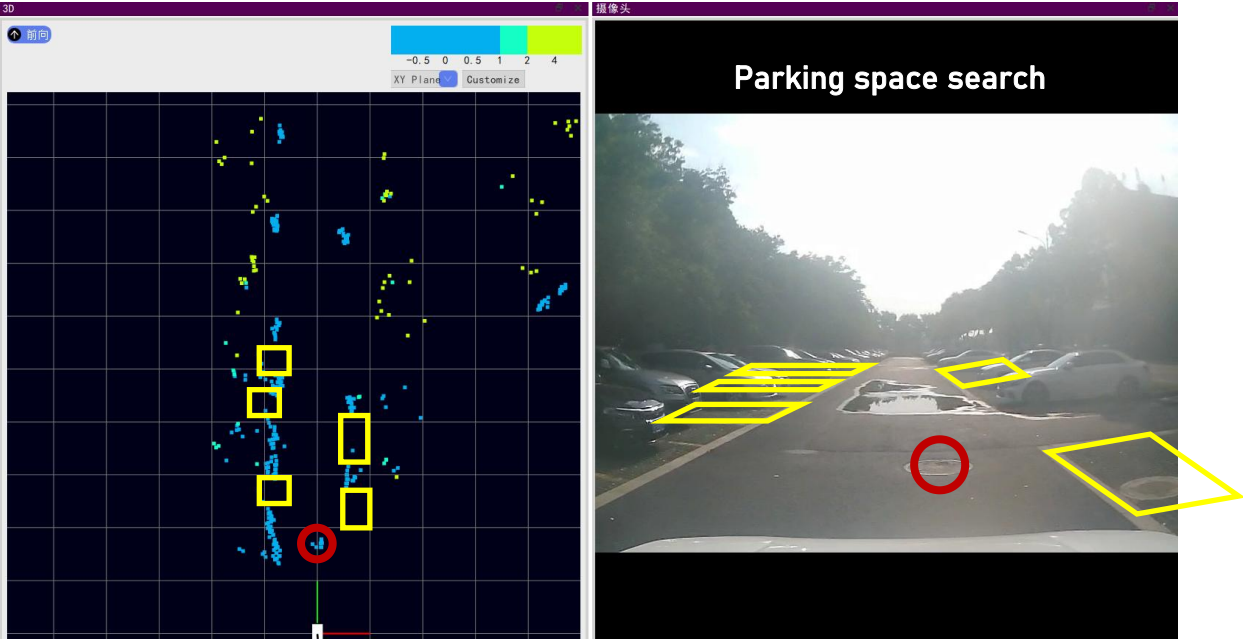 3D
前向
-0.5 0 0.5 1 2 4
XY Plane
Customize
摄像头
Parking space search